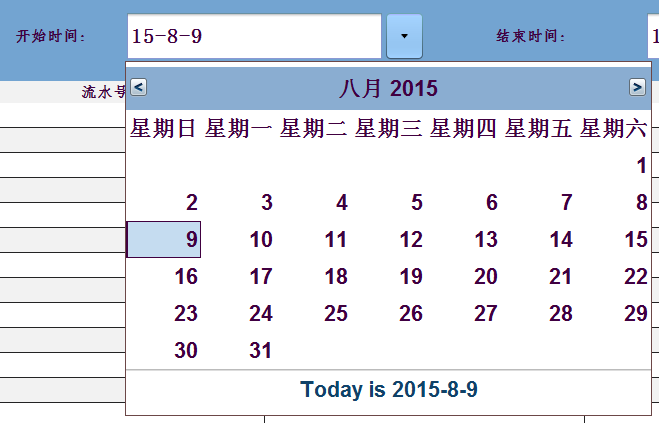 开始时间: 15-8-9 结束时间: 1
流水号
< 八月 2015 >
星期日 星期一 星期二 星期三 星期四 星期五 星期六
1
2 3 4 5 6 7 8
9 10 11 12 13 14 15
16 17 18 19 20 21 22
23 24 25 26 27 28 29
30 31
Today is 2015-8-9